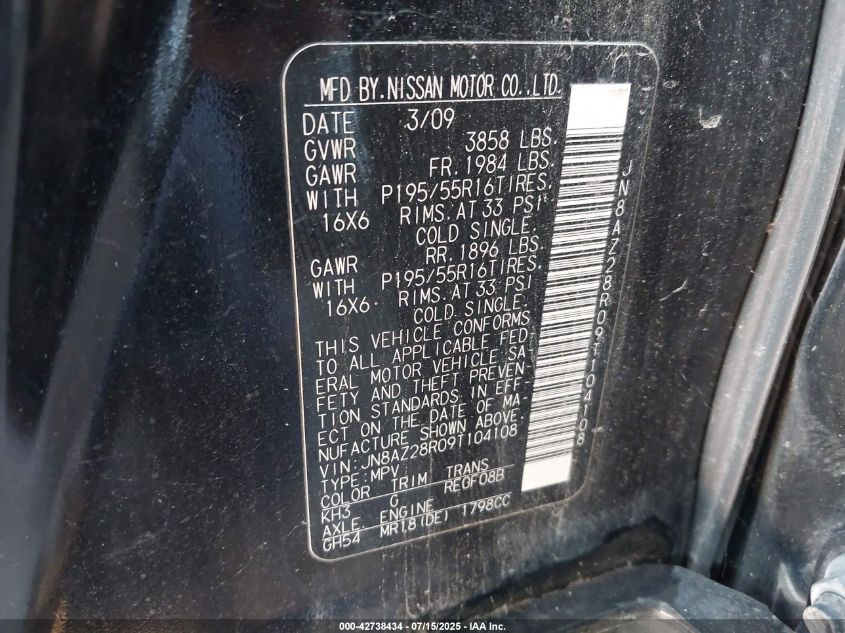 MFD BY.NISSAN MOTOR CO.,LTD.
DATE 3/09
GVWR 3858 LBS.
GAWR FR.1984 LBS.
WITH P195/55R16TIRES.
16X6 RIMS.AT 33 PSI
COLD SINGLE.
GAWR RR.1896 LBS.
WITH P195/55R16TIRES.
16X6 RIMS.AT 33 PSI
COLD SINGLE.
THIS VEHICLE CONFORMS
TO ALL APPLICABLE FED
ERAL MOTOR VEHICLE SA-
FETY AND THEFT PREVEN-
TION STANDARDS IN EFF-
ECT ON THE DATE OF MA-
NUFACTURE SHOWN ABOVE.
VIN:JN8AZ28R09T104108
TYPE:MPV
COLOR TRIM TRANS
KH3 G RE0F08B
AXLE ENGINE
GH54 MR18(DE) 1798CC
JN8AZ28R09T104108
000-42738434 - 07/15/2025 - IAA Inc.